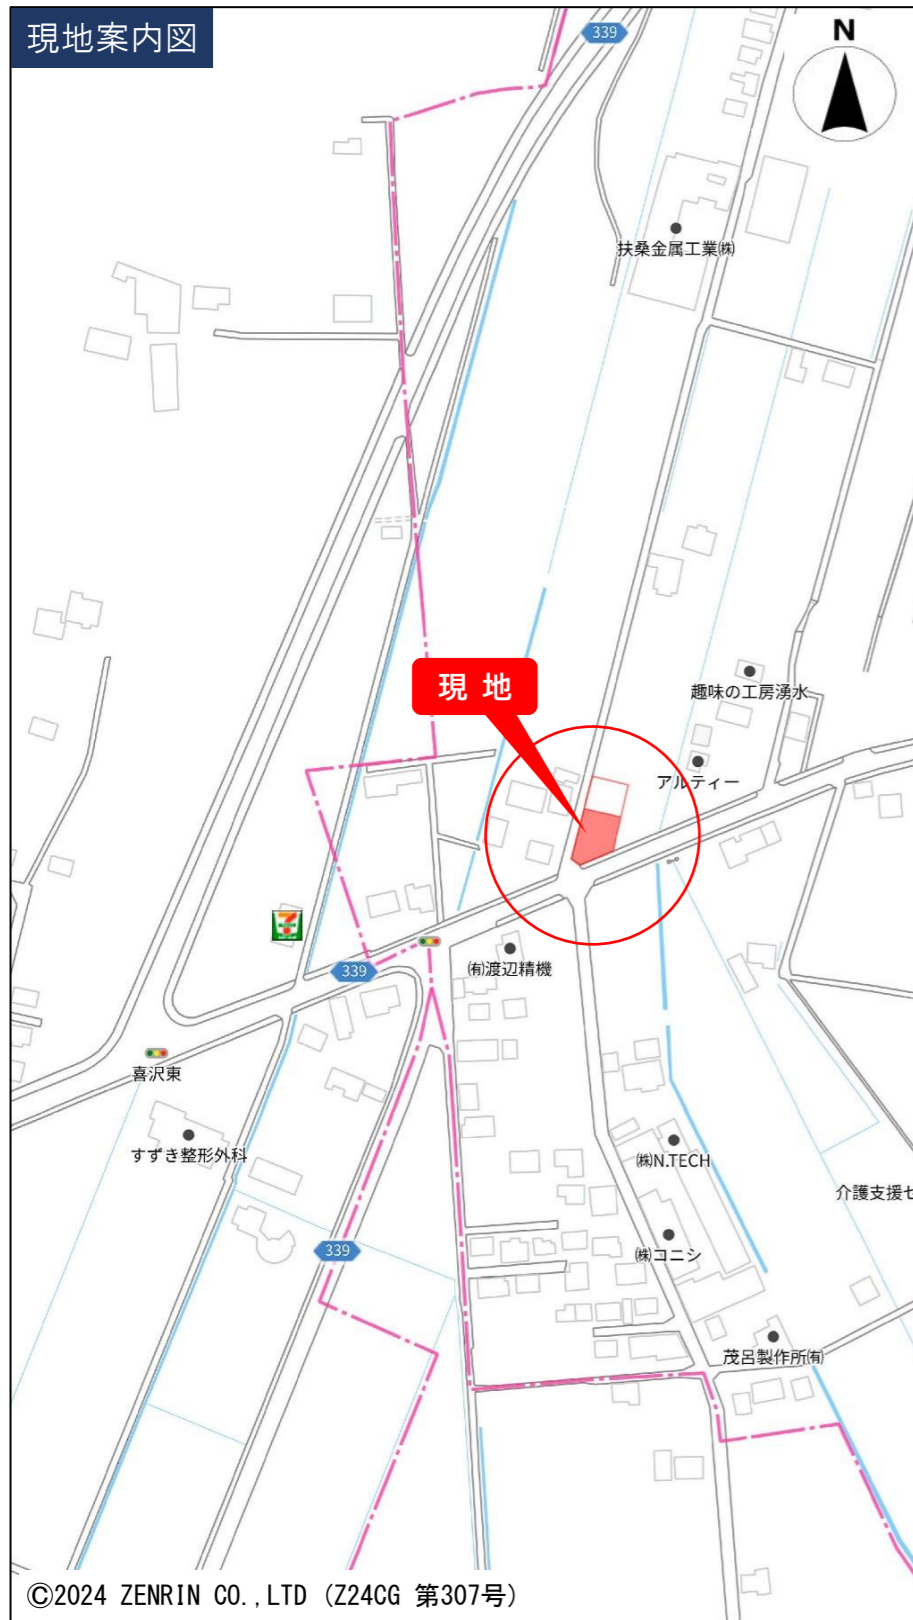 現地案内図
339
N
扶桑金属工業㈱
現 地
趣味の工房湧水
アルティー
㈲渡辺精機
339
喜沢東
すずき整形外科
㈱N.TECH
介護支援セ
339
㈱コニシ
茂呂製作所㈲
©2024 ZENRIN CO.,LTD (Z24CG 第307号)